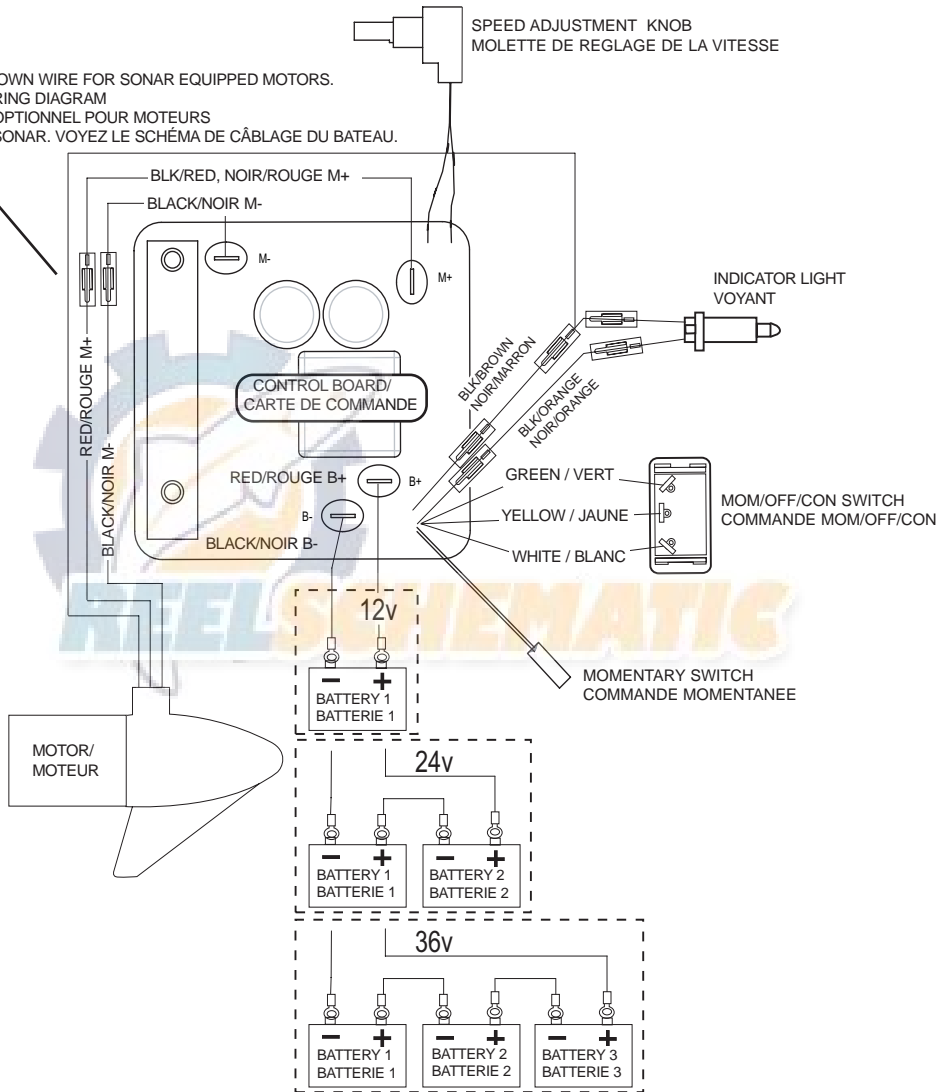 SPEED ADJUSTMENT KNOB
MOLETTE DE REGLAGE DE LA VITESSE
OWN WIRE FOR SONAR EQUIPPED MOTORS.
RING DIAGRAM
OPTIONNEL POUR MOTEURS
SONAR. VOYEZ LE SCHÉMA DE CÂBLAGE DU BATEAU.
BLK/RED, NOIR/ROUGE M+
BLACK/NOIR M-
M-
M+
INDICATOR LIGHT
VOYANT
RED/ROUGE M+
BLACK/NOIR M-
BLK/BROWN
NOIR/MARRON
BLK/ORANGE
NOIR/ORANGE
CONTROL BOARD/
CARTE DE COMMANDE
RED/ROUGE B+
B+
B-
BLACK/NOIR B-
GREEN / VERT
YELLOW / JAUNE
WHITE / BLANC
MOM/OFF/CON SWITCH
COMMANDE MOM/OFF/CON
REELSCHEMATIC
12v
- +
BATTERY 1
BATTERIE 1
MOMENTARY SWITCH
COMMANDE MOMENTANEE
MOTOR/
MOTEUR
24v
- +
BATTERY 1
BATTERIE 1
- +
BATTERY 2
BATTERIE 2
36v
- +
BATTERY 1
BATTERIE 1
- +
BATTERY 2
BATTERIE 2
- +
BATTERY 3
BATTERIE 3